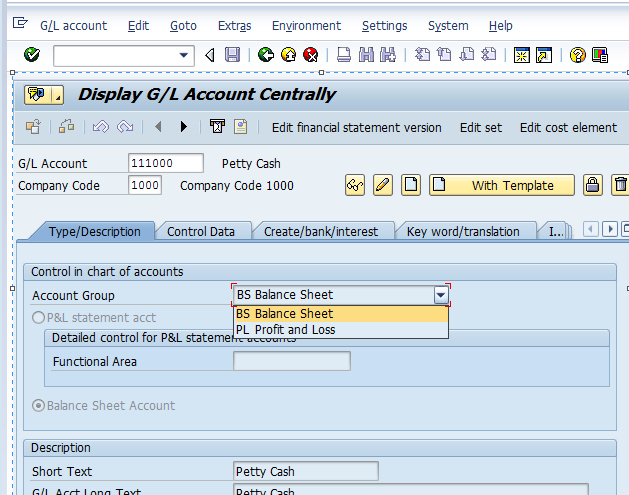 G/L account Edit Goto Extras Environment Settings System Help
Display G/L Account Centrally
Edit financial statement version Edit set Edit cost element
G/L Account 111000 Petty Cash
Company Code 1000 Company Code 1000 With Template
Type/Description Control Data Create/bank/interest Key word/translation I...
Control in chart of accounts
Account Group BS Balance Sheet
BS Balance Sheet
P&L statement acct
PL Profit and Loss
Detailed control for P&L statement accounts
Functional Area
Balance Sheet Account
Description
Short Text Petty Cash
G/L Acct Long Text Petty Cash